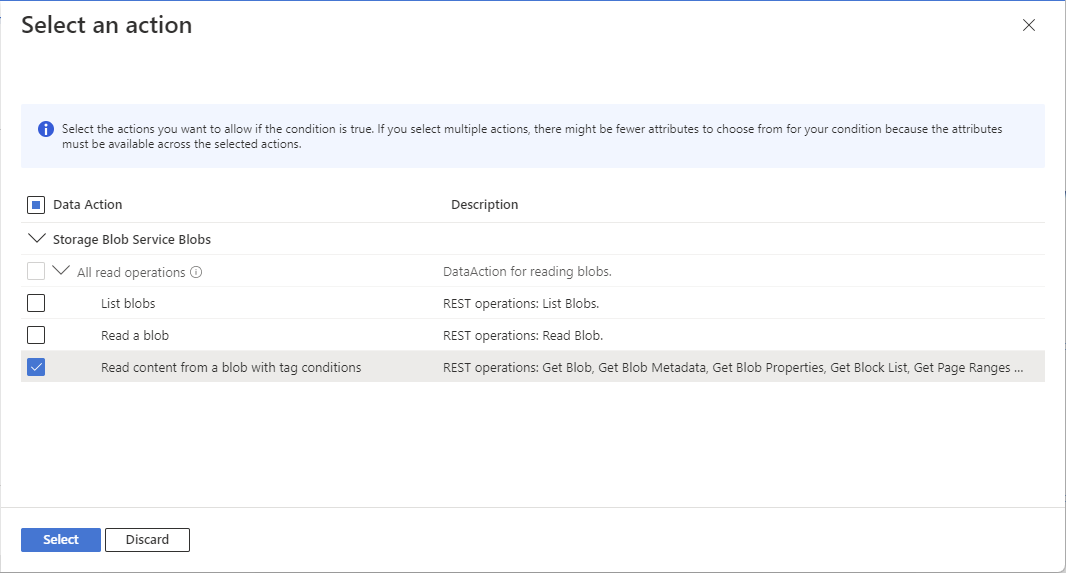 Select an action
Select the actions you want to allow if the condition is true. If you select multiple actions, there might be fewer attributes to choose from for your condition because the attributes
must be available across the selected actions.
Data Action Description
Storage Blob Service Blobs
All read operations DataAction for reading blobs.
List blobs REST operations: List Blobs.
Read a blob REST operations: Read Blob.
Read content from a blob with tag conditions REST operations: Get Blob, Get Blob Metadata, Get Blob Properties, Get Block List, Get Page Ranges ...
Select Discard